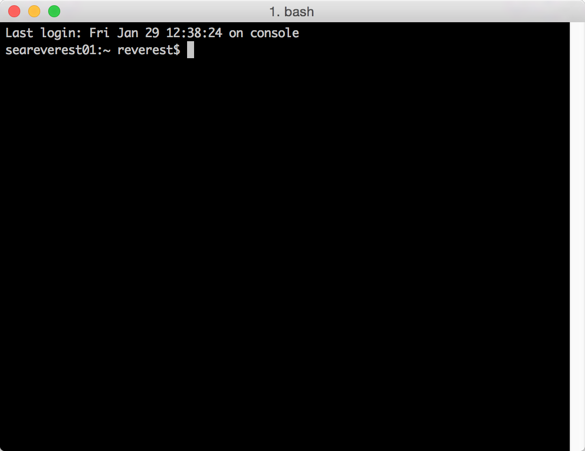 1. bash
Last login: Fri Jan 29 12:38:24 on console
seareverest01:~ reverest$